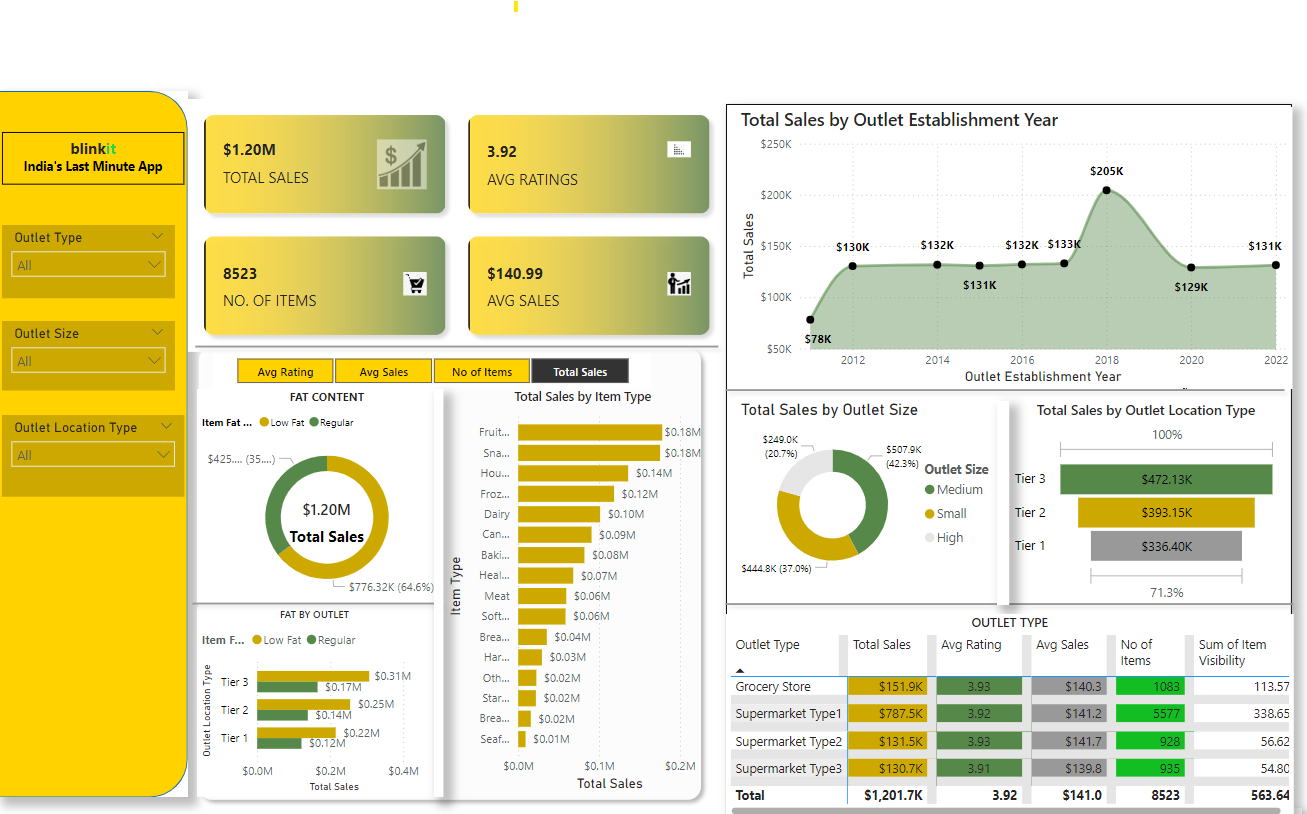 blinkit
India's Last Minute App
Outlet Type
All
Outlet Size
All
Outlet Location Type
All
$1.20M
TOTAL SALES
3.92
AVG RATINGS
8523
NO. OF ITEMS
$140.99
AVG SALES
Avg Rating Avg Sales No of Items Total Sales
FAT CONTENT
Item Fat ... Low Fat Regular
$425.... (35....)
$1.20M
Total Sales
$776.32K (64.6%)
FAT BY OUTLET
Item F... Low Fat Regular
Outlet Location Type
Tier 3 $0.31M
$0.17M
Tier 2 $0.25M
$0.14M
Tier 1 $0.22M
$0.12M
$0.0M $0.2M $0.4M
Total Sales
Total Sales by Item Type
Item Type
Fruit... $0.18M
Sna... $0.18M
Hou... $0.14M
Froz... $0.12M
Dairy $0.10M
Can... $0.09M
Baki... $0.08M
Heal... $0.07M
Meat $0.06M
Soft... $0.06M
Brea... $0.04M
Har... $0.03M
Oth... $0.02M
Star... $0.02M
Brea... $0.02M
Seaf... $0.01M
$0.0M $0.1M $0.2M
Total Sales
Total Sales by Outlet Establishment Year
Total Sales
$250K
$200K
$150K
$100K
$50K
$78K
$130K
$132K
$131K
$132K
$133K
$205K
$129K
$131K
2012 2014 2016 2018 2020 2022
Outlet Establishment Year
Total Sales by Outlet Size
$249.0K
(20.7%)
$507.9K
(42.3%)
$444.8K (37.0%)
Outlet Size
Medium
Small
High
Total Sales by Outlet Location Type
100%
Tier 3 $472.13K
Tier 2 $393.15K
Tier 1 $336.40K
71.3%
OUTLET TYPE
Outlet Type Total Sales Avg Rating Avg Sales No of Items Sum of Item Visibility
Grocery Store $151.9K 3.93 $140.3 1083 113.57
Supermarket Type1 $787.5K 3.92 $141.2 5577 338.65
Supermarket Type2 $131.5K 3.93 $141.7 928 56.62
Supermarket Type3 $130.7K 3.91 $139.8 935 54.80
Total $1,201.7K 3.92 $141.0 8523 563.64